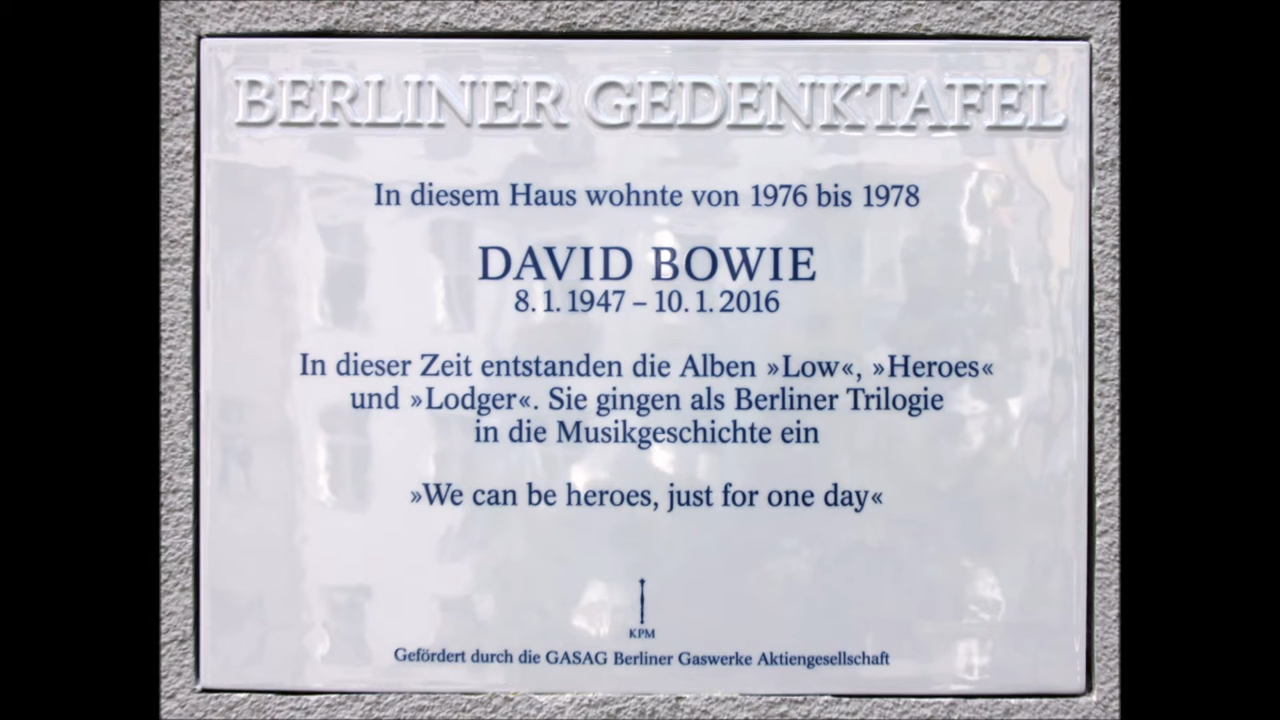 BERLINER GEDENKTAFEL
In diesem Haus wohnte von 1976 bis 1978
DAVID BOWIE
8. 1. 1947 – 10. 1. 2016
In dieser Zeit entstanden die Alben »Low«, »Heroes«
und »Lodger«. Sie gingen als Berliner Trilogie
in die Musikgeschichte ein
»We can be heroes, just for one day«
KPM
Gefördert durch die GASAG Berliner Gaswerke Aktiengesellschaft